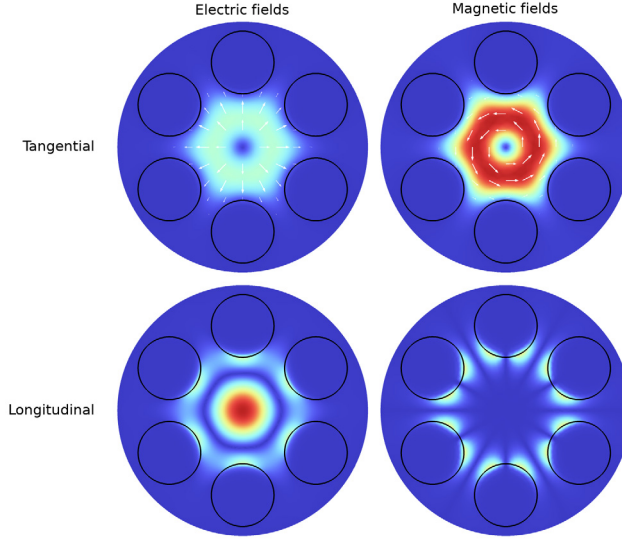 Electric fields
Magnetic fields
Tangential
Longitudinal